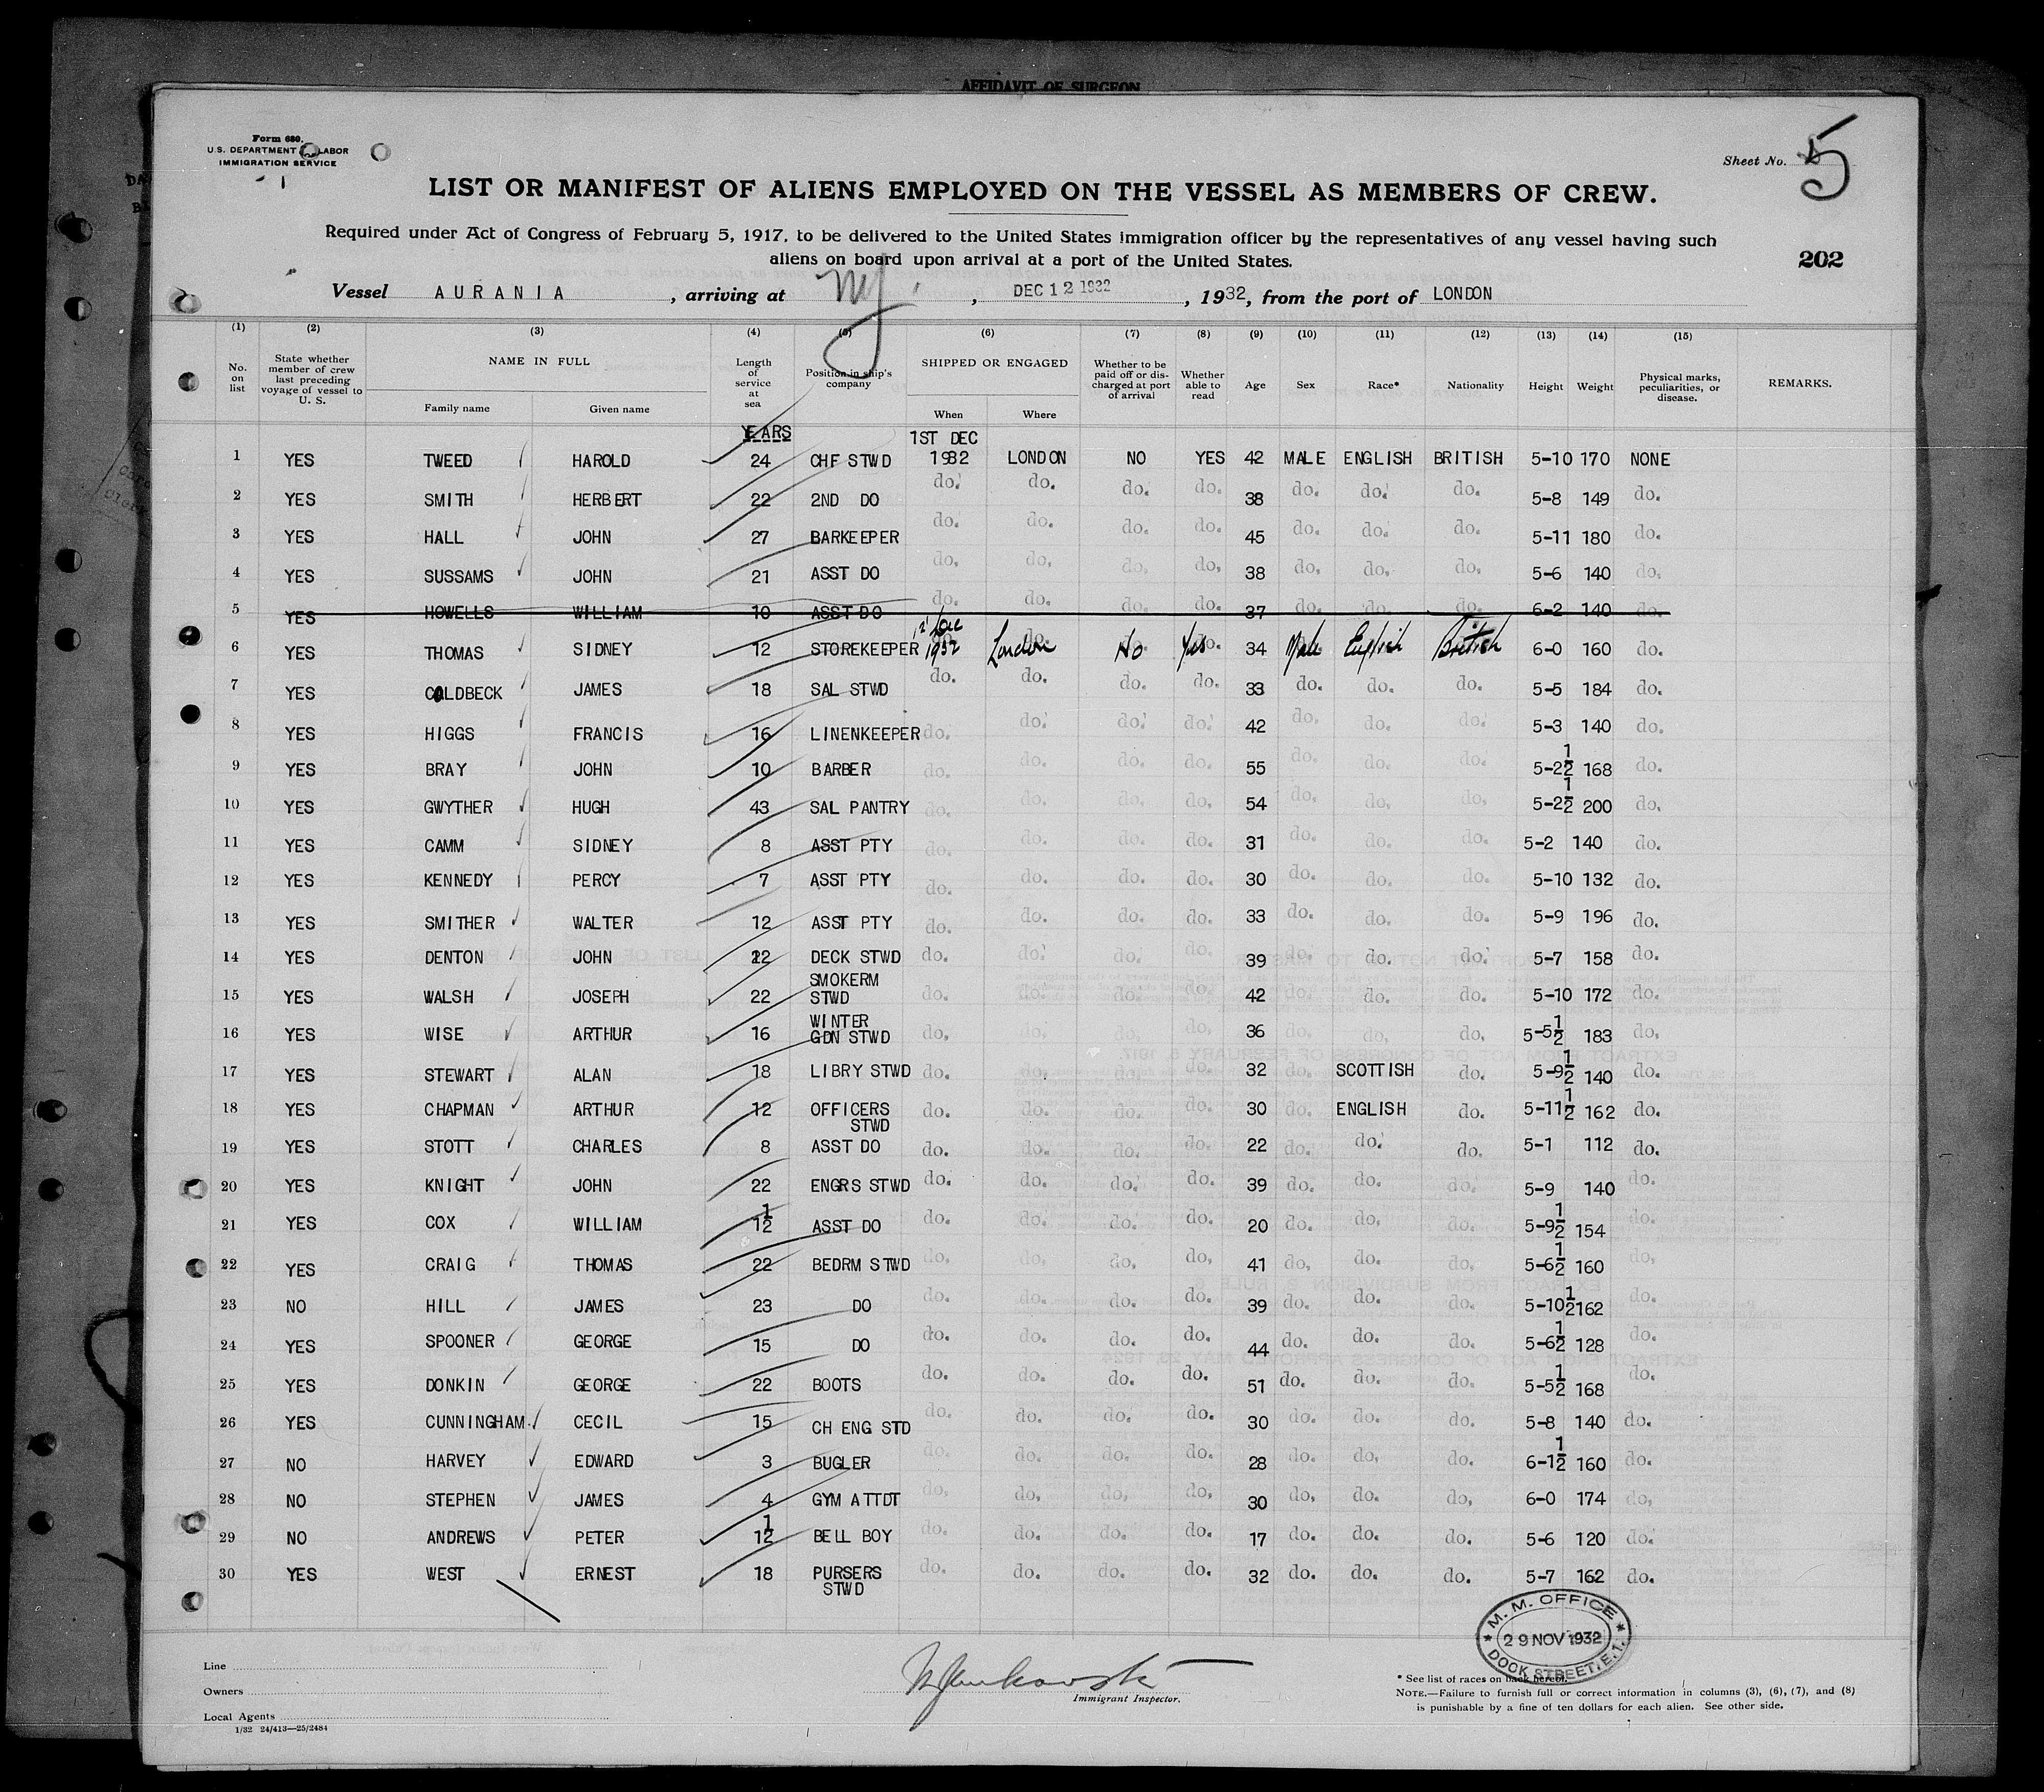 AFFIDAVIT OF SURGEON
Form 680.
U.S. DEPARTMENT OF LABOR
IMMIGRATION SERVICE
Sheet No. 5
LIST OR MANIFEST OF ALIENS EMPLOYED ON THE VESSEL AS MEMBERS OF CREW.
Required under Act of Congress of February 5, 1917, to be delivered to the United States immigration officer by the representatives of any vessel having such
aliens on board upon arrival at a port of the United States.
202
Vessel AURANIA, arriving at NY., DEC 12 1932, 1932, from the port of LONDON
(1) (2) (3) (4) (5) (6) (7) (8) (9) (10) (11) (12) (13) (14) (15)
No. on list State whether member of crew last preceding voyage of vessel to U. S. NAME IN FULL Family name Given name Length of service at sea Position in ship's company SHIPPED OR ENGAGED When Where Whether to be paid off or discharged at port of arrival Whether able to read Age Sex Race* Nationality Height Weight Physical marks, peculiarities, or disease. REMARKS.
YEARS 1ST DEC
1 YES TWEED HAROLD 24 CHF STWD 1932 LONDON NO YES 42 MALE ENGLISH BRITISH 5-10 170 NONE
2 YES SMITH HERBERT 22 2ND DO do. do. do. do. 38 do. do. do. 5-8 149 do.
3 YES HALL JOHN 27 BARKEEPER do. do. do. do. 45 do. do. do. 5-11 180 do.
4 YES SUSSAMS JOHN 21 ASST DO do. do. do. do. 38 do. do. do. 5-6 140 do.
5 YES HOWELLS WILLIAM 10 ASST DO do. do. do. do. 37 do. do. do. 6-2 140 do.
6 YES THOMAS SIDNEY 12 STOREKEEPER 1st Dec 1932 London No Yes 34 Male English British 6-0 160 do.
7 YES COLDBECK JAMES 18 SAL STWD do. do. do. do. 33 do. do. do. 5-5 184 do.
8 YES HIGGS FRANCIS 16 LINENKEEPER do. do. do. do. 42 do. do. do. 5-3 140 do.
9 YES BRAY JOHN 10 BARBER do. do. do. do. 55 do. do. do. 5-2½ 168 do.
10 YES GWYTHER HUGH 43 SAL PANTRY do. do. do. do. 54 do. do. do. 5-2½ 200 do.
11 YES CAMM SIDNEY 8 ASST PTY do. do. do. do. 31 do. do. do. 5-2 140 do.
12 YES KENNEDY PERCY 7 ASST PTY do. do. do. do. 30 do. do. do. 5-10 132 do.
13 YES SMITHER WALTER 12 ASST PTY do. do. do. do. 33 do. do. do. 5-9 196 do.
14 YES DENTON JOHN 22 DECK STWD do. do. do. do. 39 do. do. do. 5-7 158 do.
15 YES WALSH JOSEPH 22 SMOKERM STWD do. do. do. do. 42 do. do. do. 5-10 172 do.
16 YES WISE ARTHUR 16 WINTER GDN STWD do. do. do. do. 36 do. do. do. 5-5½ 183 do.
17 YES STEWART ALAN 18 LIBRY STWD do. do. do. do. 32 do. SCOTTISH do. 5-9½ 140 do.
18 YES CHAPMAN ARTHUR 12 OFFICERS STWD do. do. do. do. 30 do. ENGLISH do. 5-11½ 162 do.
19 YES STOTT CHARLES 8 ASST DO do. do. do. do. 22 do. do. do. 5-1 112 do.
20 YES KNIGHT JOHN 22 ENGRS STWD do. do. do. do. 39 do. do. do. 5-9 140 do.
21 YES COX WILLIAM 1½ ASST DO do. do. do. do. 20 do. do. do. 5-9½ 154 do.
22 YES CRAIG THOMAS 22 BEDRM STWD do. do. do. do. 41 do. do. do. 5-6½ 160 do.
23 NO HILL JAMES 23 DO do. do. do. do. 39 do. do. do. 5-10½ 162 do.
24 YES SPOONER GEORGE 15 DO do. do. do. do. 44 do. do. do. 5-6½ 128 do.
25 YES DONKIN GEORGE 22 BOOTS do. do. do. do. 51 do. do. do. 5-5½ 168 do.
26 YES CUNNINGHAM. CECIL 15 CH ENG STD do. do. do. do. 30 do. do. do. 5-8 140 do.
27 NO HARVEY EDWARD 3 BUGLER do. do. do. do. 28 do. do. do. 6-1½ 160 do.
28 NO STEPHEN JAMES 4 GYM ATTDT do. do. do. do. 30 do. do. do. 6-0 174 do.
29 NO ANDREWS PETER 1½ BELL BOY do. do. do. do. 17 do. do. do. 5-6 120 do.
30 YES WEST ERNEST 18 PURSERS STWD do. do. do. do. 32 do. do. do. 5-7 162 do.
M. M. OFFICE
29 NOV 1932
DOCK STREET, E.1.
Line
Owners
Local Agents
1/32 24/413—25/2484
Immigrant Inspector.
* See list of races on back hereof.
NOTE.—Failure to furnish full or correct information in columns (3), (6), (7), and (8)
is punishable by a fine of ten dollars for each alien. See other side.